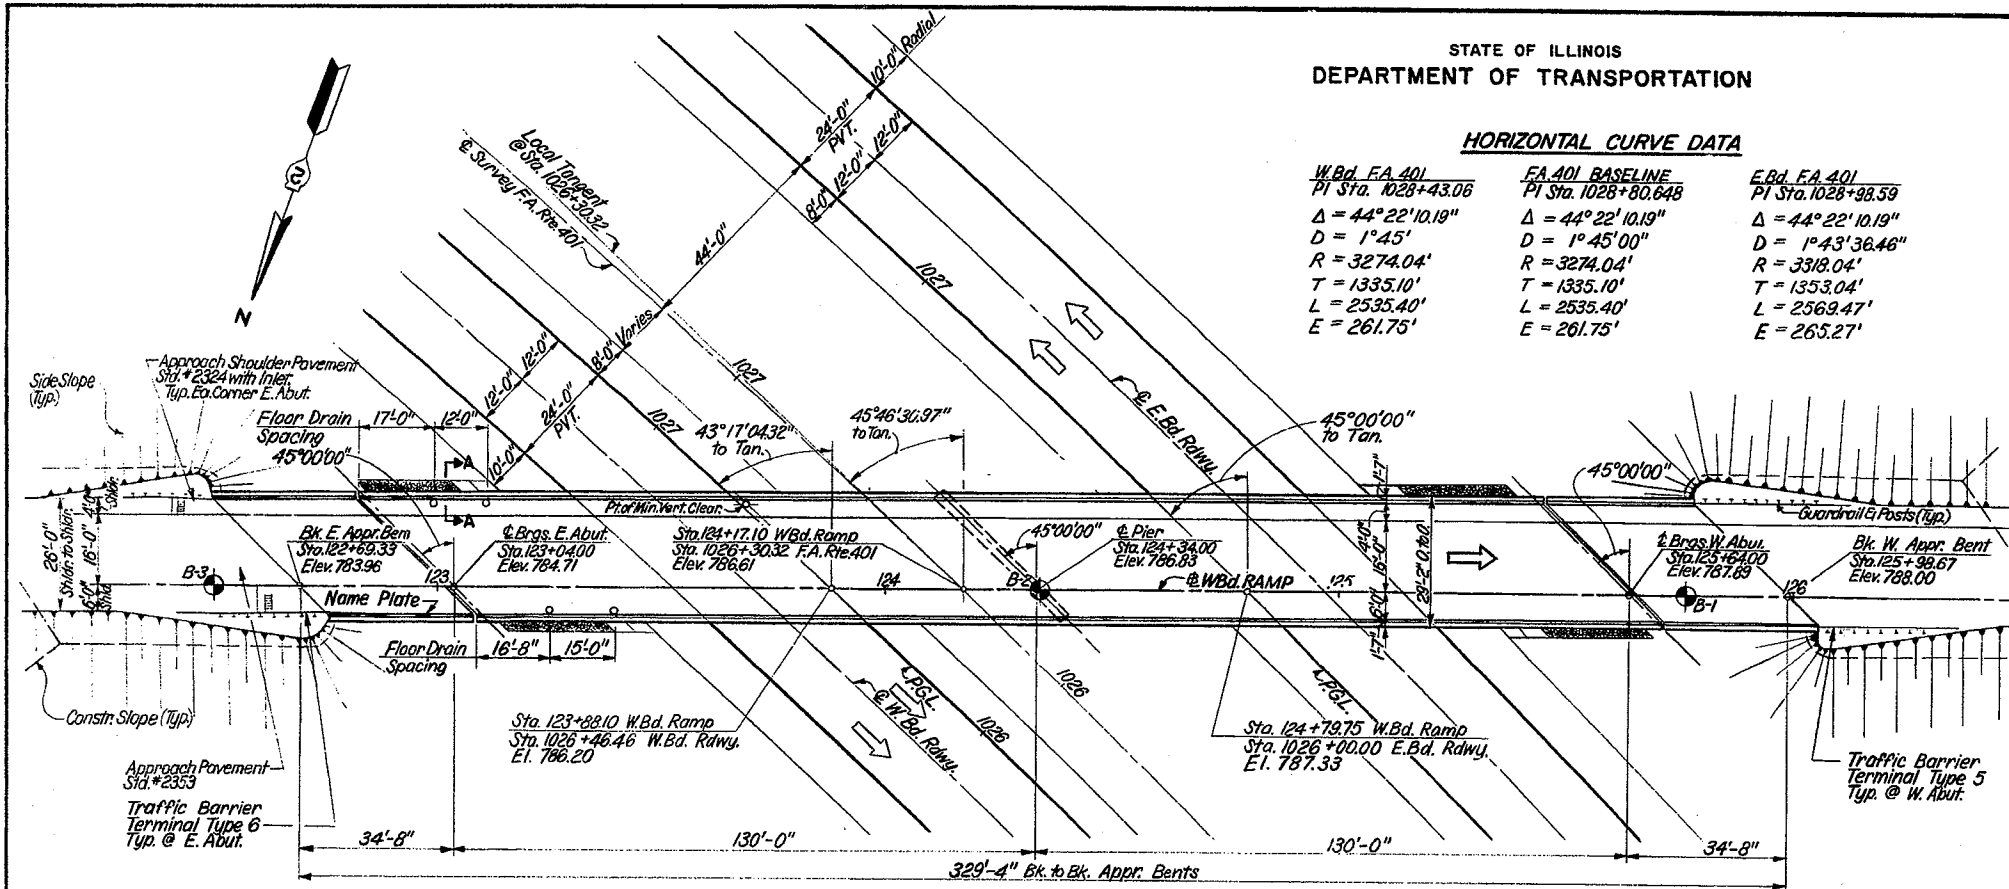 STATE OF ILLINOIS
DEPARTMENT OF TRANSPORTATION
HORIZONTAL CURVE DATA
W.Bd. F.A. 401
PI Sta. 1028+43.06
Δ = 44°22'10.19"
D = 1°45'
R = 3274.04'
T = 1335.10'
L = 2535.40'
E = 261.75'
F.A. 401 BASELINE
PI Sta. 1028+80.648
Δ = 44°22'10.19"
D = 1°45'00"
R = 3274.04'
T = 1335.10'
L = 2535.40'
E = 261.75'
E.Bd. F.A. 401
PI Sta. 1028+98.59
Δ = 44°22'10.19"
D = 1°43'36.46"
R = 3318.04'
T = 1353.04'
L = 2569.47'
E = 265.27'
N
10'-0" Radial
24'-0"
PVT.
12'-0"
12'-0"
8'-0"
44'-0"
Local Tangent
@ Sta. 1026+30.32
℄ Survey F.A. Rte. 401
Varies
8'-0"
12'-0"
12'-0"
24'-0"
PVT.
10'-0"
1027
1027
1027
℄ E.Bd. Rdwy.
Side Slope
(Typ.)
Approach Shoulder Pavement
Std. #2324 with Inlet.
Typ. Ea. Corner E. Abut.
Floor Drain
Spacing
17'-0"
12'-0"
45°00'00"
A
A
43°17'04.32"
to Tan.
45°46'30.97"
to Tan.
45°00'00"
to Tan.
45°00'00"
Pt. of Min. Vert. Clear.
Guardrail & Posts (Typ.)
4'-0"
Shldr.
16'-0"
6'-0"
26'-0"
Shldr. to Shldr.
Bk. E. Appr. Bent
Sta. 122+69.33
Elev. 783.96
℄ Brgs. E. Abut.
Sta. 123+04.00
Elev. 784.71
Sta. 124+17.10 W.Bd. Ramp
Sta. 1026+30.32 F.A. Rte. 401
Elev. 786.61
45°00'00"
℄ Pier
Sta. 124+34.00
Elev. 786.83
1'-7"
4'-0"
16'-0"
6'-0"
1'-7"
29'-2" O. to O.
℄ Brgs. W. Abut.
Sta. 125+64.00
Elev. 787.89
Bk. W. Appr. Bent
Sta. 125+98.67
Elev. 788.00
B-3
123
124
B-2
℄ W.Bd. RAMP
125
B-1
126
Name Plate
Floor Drain
Spacing
16'-8"
15'-0"
Constr. Slope (Typ.)
Sta. 123+88.10 W.Bd. Ramp
Sta. 1026+46.46 W.Bd. Rdwy.
El. 786.20
℄ W.Bd. Rdwy.
P.G.L.
1026
1026
P.G.L.
Sta. 124+79.75 W.Bd. Ramp
Sta. 1026+00.00 E.Bd. Rdwy.
El. 787.33
Approach Pavement
Std. #2353
Traffic Barrier
Terminal Type 6
Typ. @ E. Abut.
Traffic Barrier
Terminal Type 5
Typ. @ W. Abut.
34'-8"
130'-0"
130'-0"
34'-8"
329'-4" Bk. to Bk. Appr. Bents